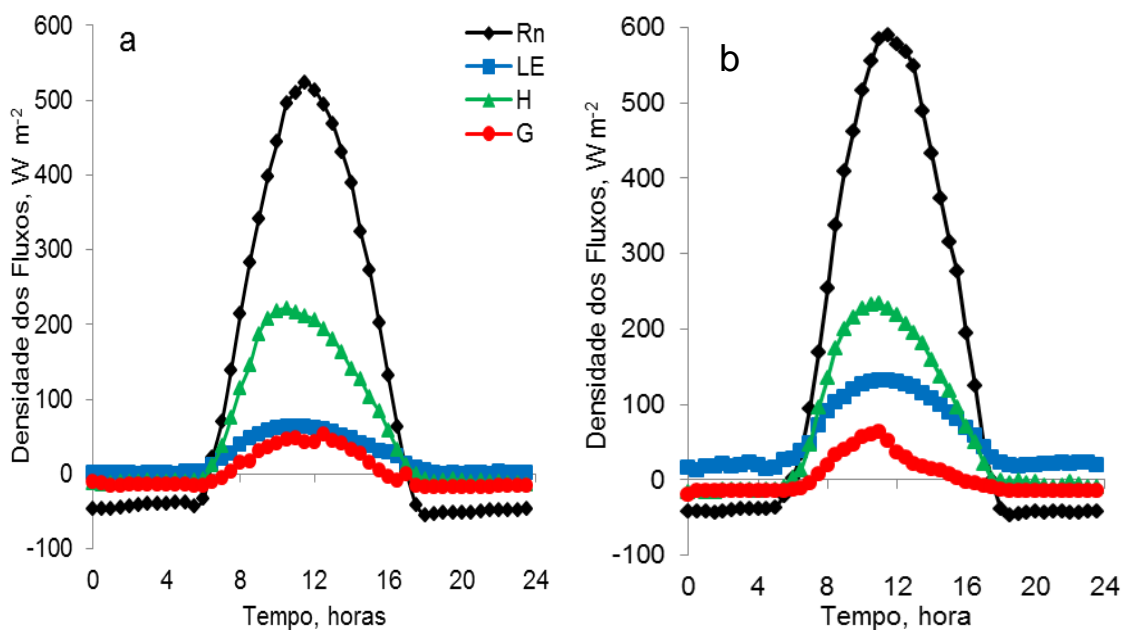 a
Rn
LE
H
G
Densidade dos Fluxos, W m⁻²
600
500
400
300
200
100
0
-100
0 4 8 12 16 20 24
Tempo, horas
b
Densidade dos Fluxos, W m⁻²
600
500
400
300
200
100
0
-100
0 4 8 12 16 20 24
Tempo, hora